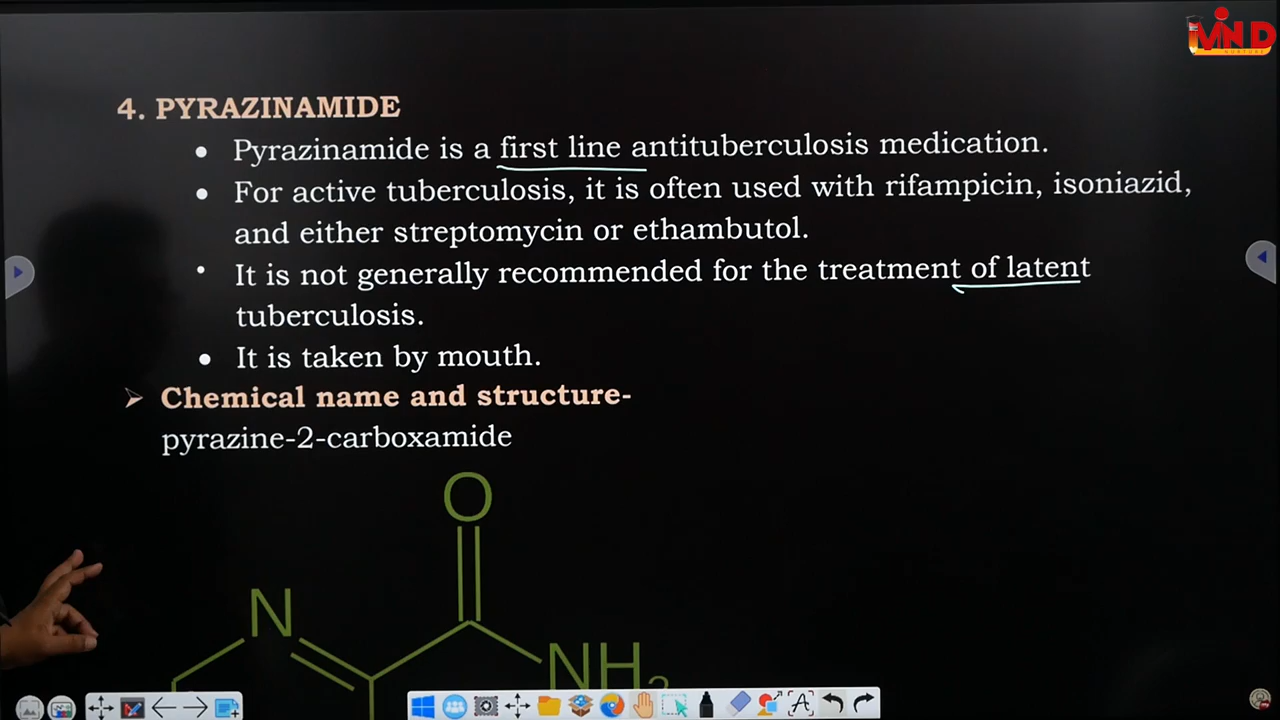 MIND
NURTURE
4. PYRAZINAMIDE
• Pyrazinamide is a first line antituberculosis medication.
• For active tuberculosis, it is often used with rifampicin, isoniazid,
and either streptomycin or ethambutol.
• It is not generally recommended for the treatment of latent
tuberculosis.
• It is taken by mouth.
➢ Chemical name and structure-
pyrazine-2-carboxamide
O
N
NH2